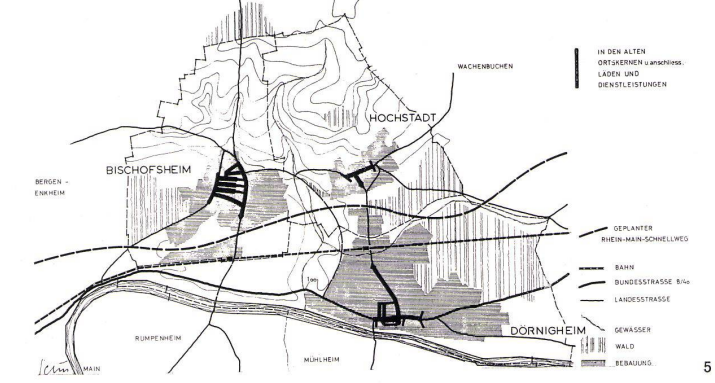 IN DEN ALTEN
ORTSKERNEN u anschliess.
LÄDEN UND
DIENSTLEISTUNGEN
WACHENBUCHEN
HOCHSTADT
BISCHOFSHEIM
BERGEN -
ENKHEIM
GEPLANTER
RHEIN-MAIN-SCHNELLWEG
BAHN
BUNDESSTRASSE 8/40
LANDESSTRASSE
DÖRNIGHEIM
GEWÄSSER
RUMPENHEIM
WALD
MÜHLHEIM
BEBAUUNG
MAIN
5